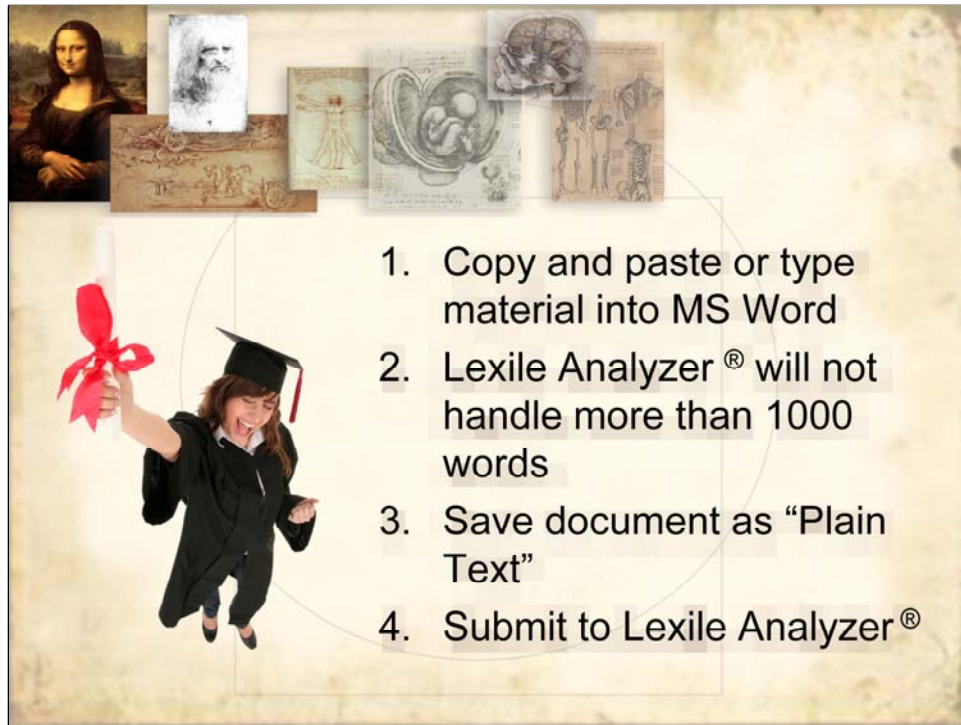 1. Copy and paste or type
material into MS Word
2. Lexile Analyzer ® will not
handle more than 1000
words
3. Save document as “Plain
Text”
4. Submit to Lexile Analyzer ®